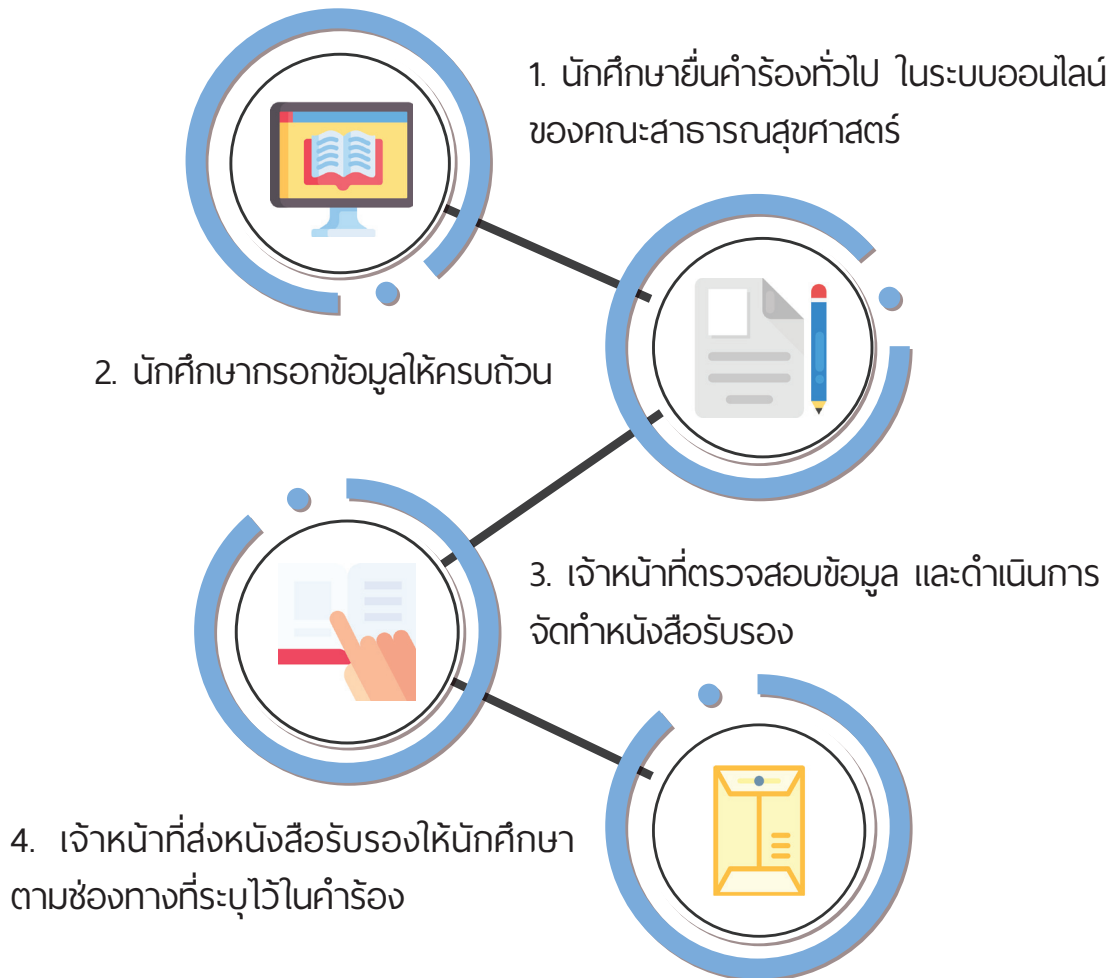 1. นักศึกษายื่นคำร้องทั่วไป ในระบบออนไลน์
ของคณะสาธารณสุขศาสตร์
2. นักศึกษากรอกข้อมูลให้ครบถ้วน
3. เจ้าหน้าที่ตรวจสอบข้อมูล และดำเนินการ
จัดทำหนังสือรับรอง
4. เจ้าหน้าที่ส่งหนังสือรับรองให้นักศึกษา
ตามช่องทางที่ระบุไว้ในคำร้อง